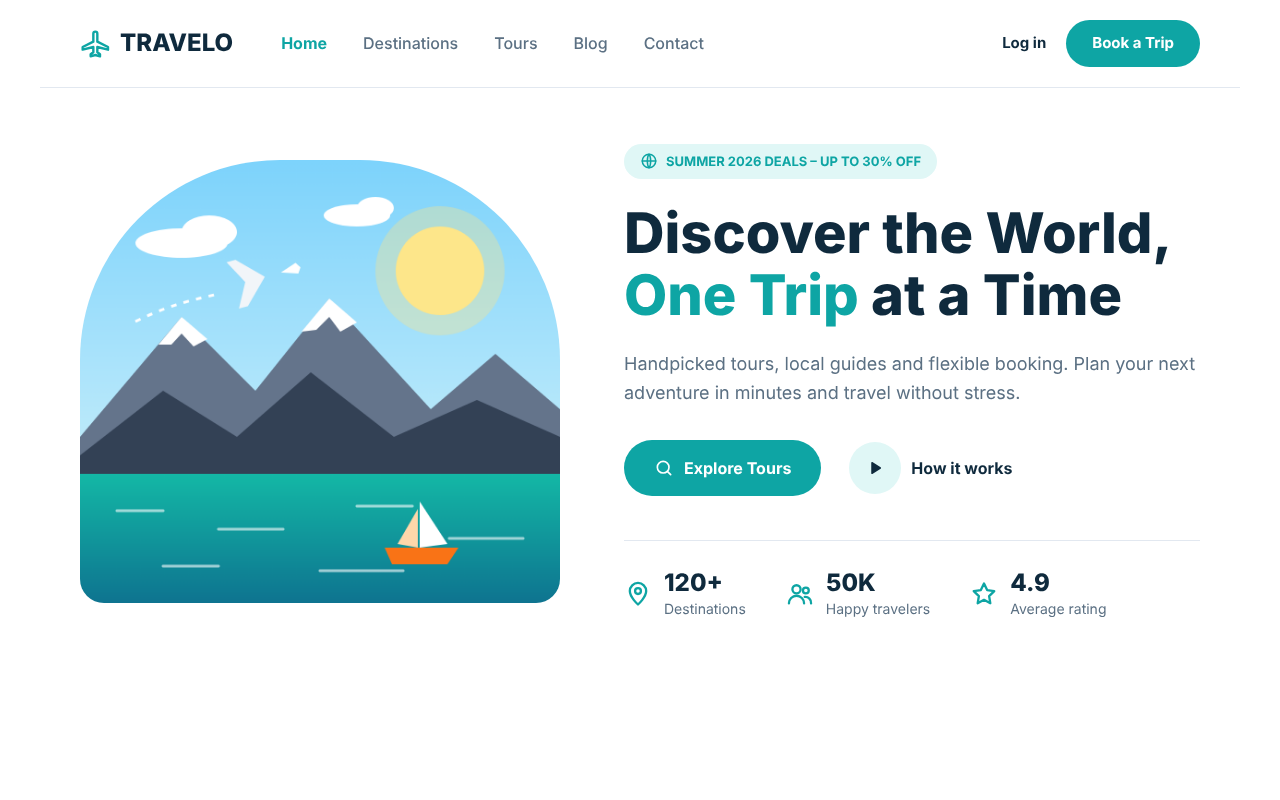 TRAVELO
Home
Destinations
Tours
Blog
Contact
Log in
Book a Trip
SUMMER 2026 DEALS – UP TO 30% OFF
Discover the World,
One Trip at a Time
Handpicked tours, local guides and flexible booking. Plan your next
adventure in minutes and travel without stress.
Explore Tours
How it works
120+
Destinations
50K
Happy travelers
4.9
Average rating